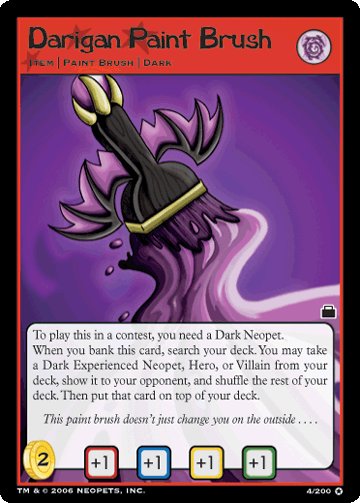 Darigan Paint Brush
Item | Paint Brush | Dark
To play this in a contest, you need a Dark Neopet.
When you bank this card, search your deck. You may take
a Dark Experienced Neopet, Hero, or Villain from your
deck, show it to your opponent, and shuffle the rest of your
deck. Then put that card on top of your deck.
This paint brush doesn't just change you on the outside . . . .
2
+1 +1 +1 +1
TM & © 2006 NEOPETS, INC. 4/200